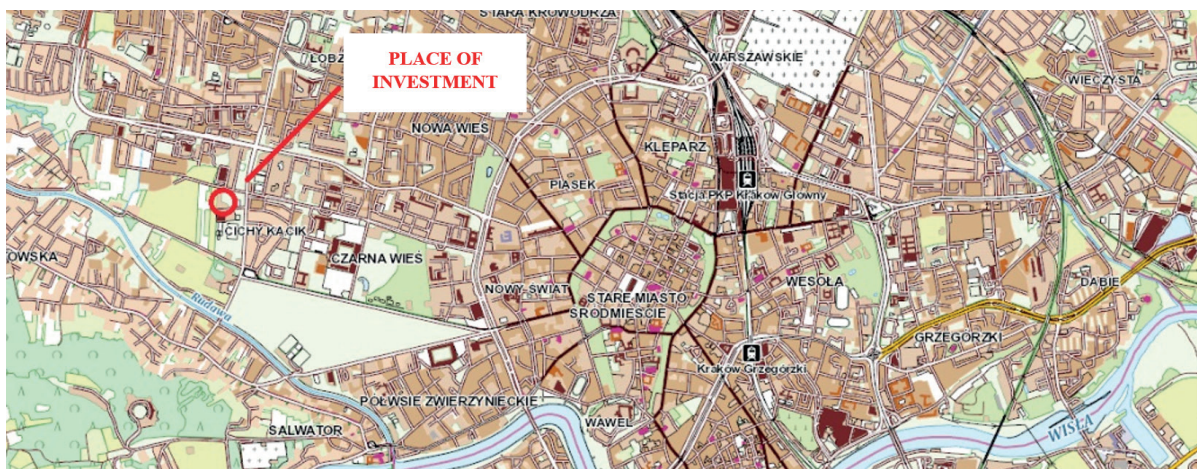 STARA KROWODRZA
ŁOBZ
PLACE OF
INVESTMENT
WARSZAWSKIE
WIECZYSTA
NOWA WIEŚ
KLEPARZ
PIASEK
Stacja PKP Kraków Główny
CICHY KĄCIK
OWSKA
CZARNA WIEŚ
NOWY ŚWIAT
STARE MIASTO
ŚRÓDMIEŚCIE
WESOŁA
DĄBIE
Rudawa
GRZEGÓRZKI
Kraków Grzegórzki
PÓŁWSIE ZWIERZYNIECKIE
SALWATOR
WAWEL
WISŁA